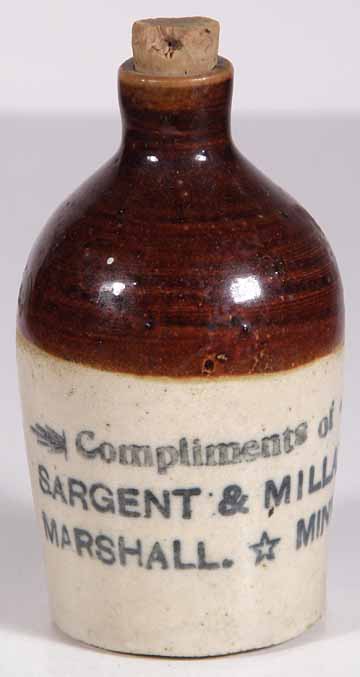 Compliments of
SARGENT & MILLA
MARSHALL. ☆ MIN